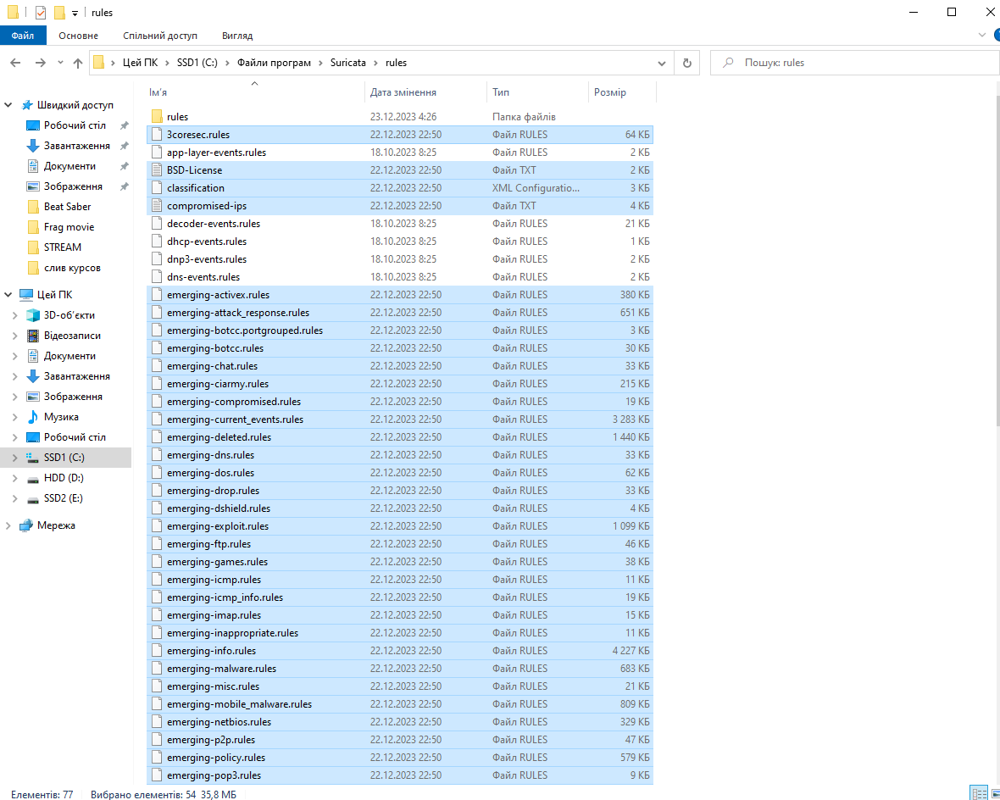 rules
Файл Основне Спільний доступ Вигляд
Цей ПК SSD1 (C:) Файли програм Suricata rules
Пошук: rules
Швидкий доступ
Робочий стіл
Завантаження
Документи
Зображення
Beat Saber
Frag movie
STREAM
слив курсов
Цей ПК
3D-об'єкти
Відеозаписи
Документи
Завантаження
Зображення
Музика
Робочий стіл
SSD1 (C:)
HDD (D:)
SSD2 (E:)
Мережа
Ім'я Дата змінення Тип Розмір
rules 23.12.2023 4:26 Папка файлів
3coresec.rules 22.12.2023 22:50 Файл RULES 64 КБ
app-layer-events.rules 18.10.2023 8:25 Файл RULES 2 КБ
BSD-License 22.12.2023 22:50 Файл TXT 2 КБ
classification 22.12.2023 22:50 XML Configuratio... 3 КБ
compromised-ips 22.12.2023 22:50 Файл TXT 4 КБ
decoder-events.rules 18.10.2023 8:25 Файл RULES 21 КБ
dhcp-events.rules 18.10.2023 8:25 Файл RULES 1 КБ
dnp3-events.rules 18.10.2023 8:25 Файл RULES 2 КБ
dns-events.rules 18.10.2023 8:25 Файл RULES 2 КБ
emerging-activex.rules 22.12.2023 22:50 Файл RULES 380 КБ
emerging-attack_response.rules 22.12.2023 22:50 Файл RULES 651 КБ
emerging-botcc.portgrouped.rules 22.12.2023 22:50 Файл RULES 3 КБ
emerging-botcc.rules 22.12.2023 22:50 Файл RULES 30 КБ
emerging-chat.rules 22.12.2023 22:50 Файл RULES 33 КБ
emerging-ciarmy.rules 22.12.2023 22:50 Файл RULES 215 КБ
emerging-compromised.rules 22.12.2023 22:50 Файл RULES 19 КБ
emerging-current_events.rules 22.12.2023 22:50 Файл RULES 3 283 КБ
emerging-deleted.rules 22.12.2023 22:50 Файл RULES 1 440 КБ
emerging-dns.rules 22.12.2023 22:50 Файл RULES 33 КБ
emerging-dos.rules 22.12.2023 22:50 Файл RULES 62 КБ
emerging-drop.rules 22.12.2023 22:50 Файл RULES 33 КБ
emerging-dshield.rules 22.12.2023 22:50 Файл RULES 4 КБ
emerging-exploit.rules 22.12.2023 22:50 Файл RULES 1 099 КБ
emerging-ftp.rules 22.12.2023 22:50 Файл RULES 46 КБ
emerging-games.rules 22.12.2023 22:50 Файл RULES 38 КБ
emerging-icmp.rules 22.12.2023 22:50 Файл RULES 11 КБ
emerging-icmp_info.rules 22.12.2023 22:50 Файл RULES 19 КБ
emerging-imap.rules 22.12.2023 22:50 Файл RULES 15 КБ
emerging-inappropriate.rules 22.12.2023 22:50 Файл RULES 11 КБ
emerging-info.rules 22.12.2023 22:50 Файл RULES 4 227 КБ
emerging-malware.rules 22.12.2023 22:50 Файл RULES 683 КБ
emerging-misc.rules 22.12.2023 22:50 Файл RULES 21 КБ
emerging-mobile_malware.rules 22.12.2023 22:50 Файл RULES 809 КБ
emerging-netbios.rules 22.12.2023 22:50 Файл RULES 329 КБ
emerging-p2p.rules 22.12.2023 22:50 Файл RULES 47 КБ
emerging-policy.rules 22.12.2023 22:50 Файл RULES 579 КБ
emerging-pop3.rules 22.12.2023 22:50 Файл RULES 9 КБ
Елементів: 77 Вибрано елементів: 54 35,8 МБ